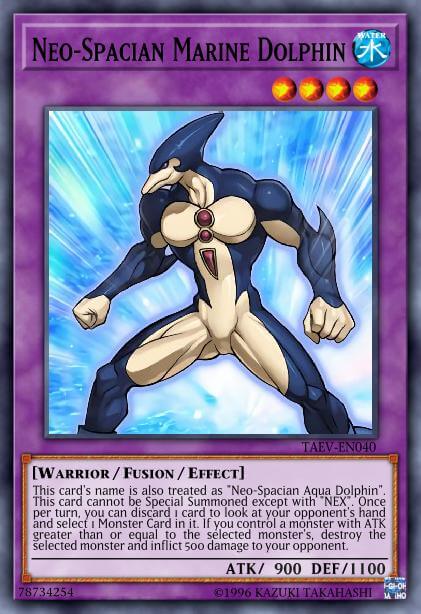 Neo-Spacian Marine Dolphin
WATER
水
TAEV-EN040
[Warrior / Fusion / Effect]
This card's name is also treated as "Neo-Spacian Aqua Dolphin".
This card cannot be Special Summoned except with "NEX". Once
per turn, you can discard 1 card to look at your opponent's hand
and select 1 Monster Card in it. If you control a monster with ATK
greater than or equal to the selected monster's, destroy the
selected monster and inflict 500 damage to your opponent.
ATK/ 900 DEF/1100
78734254
©1996 KAZUKI TAKAHASHI